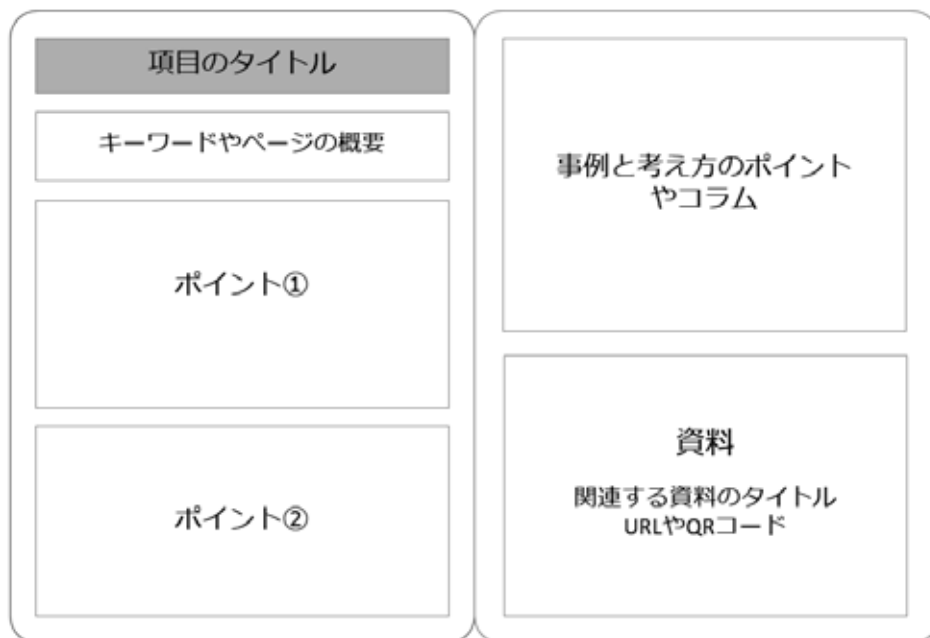 項目のタイトル
キーワードやページの概要
ポイント①
ポイント②
事例と考え方のポイント
やコラム
資料
関連する資料のタイトル
URLやQRコード